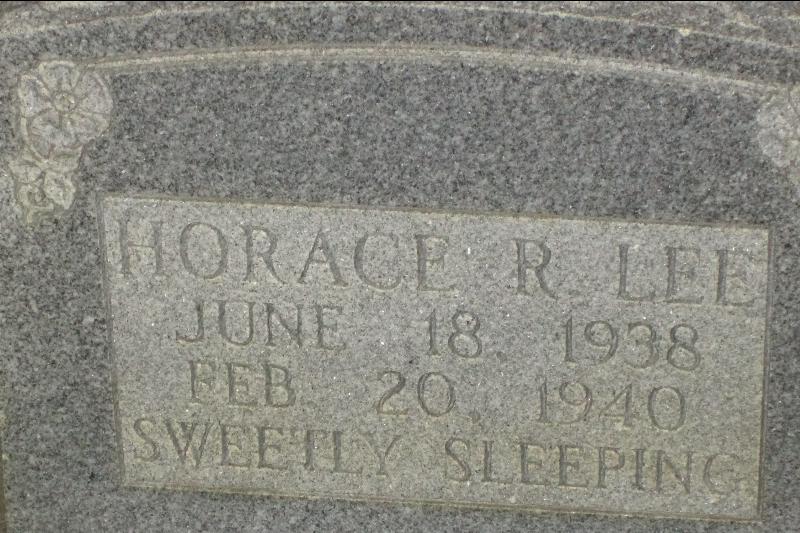 HORACE R. LEE
JUNE 18, 1938
FEB. 20, 1940
SWEETLY SLEEPING